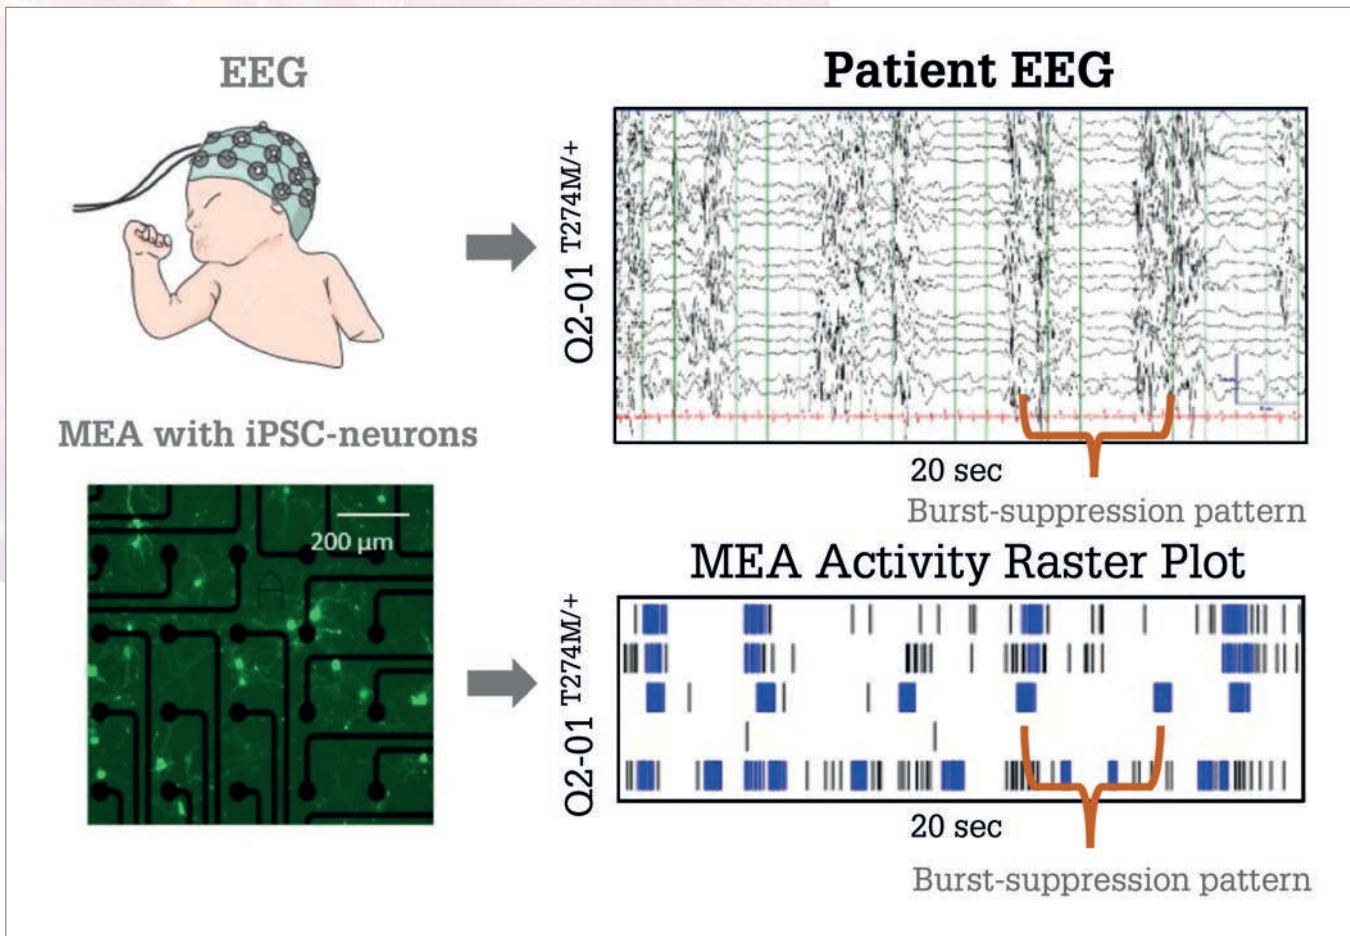 EEG
Patient EEG
Q2-01 T274M/+
20 sec
Burst-suppression pattern
MEA with iPSC-neurons
200 µm
MEA Activity Raster Plot
Q2-01 T274M/+
20 sec
Burst-suppression pattern